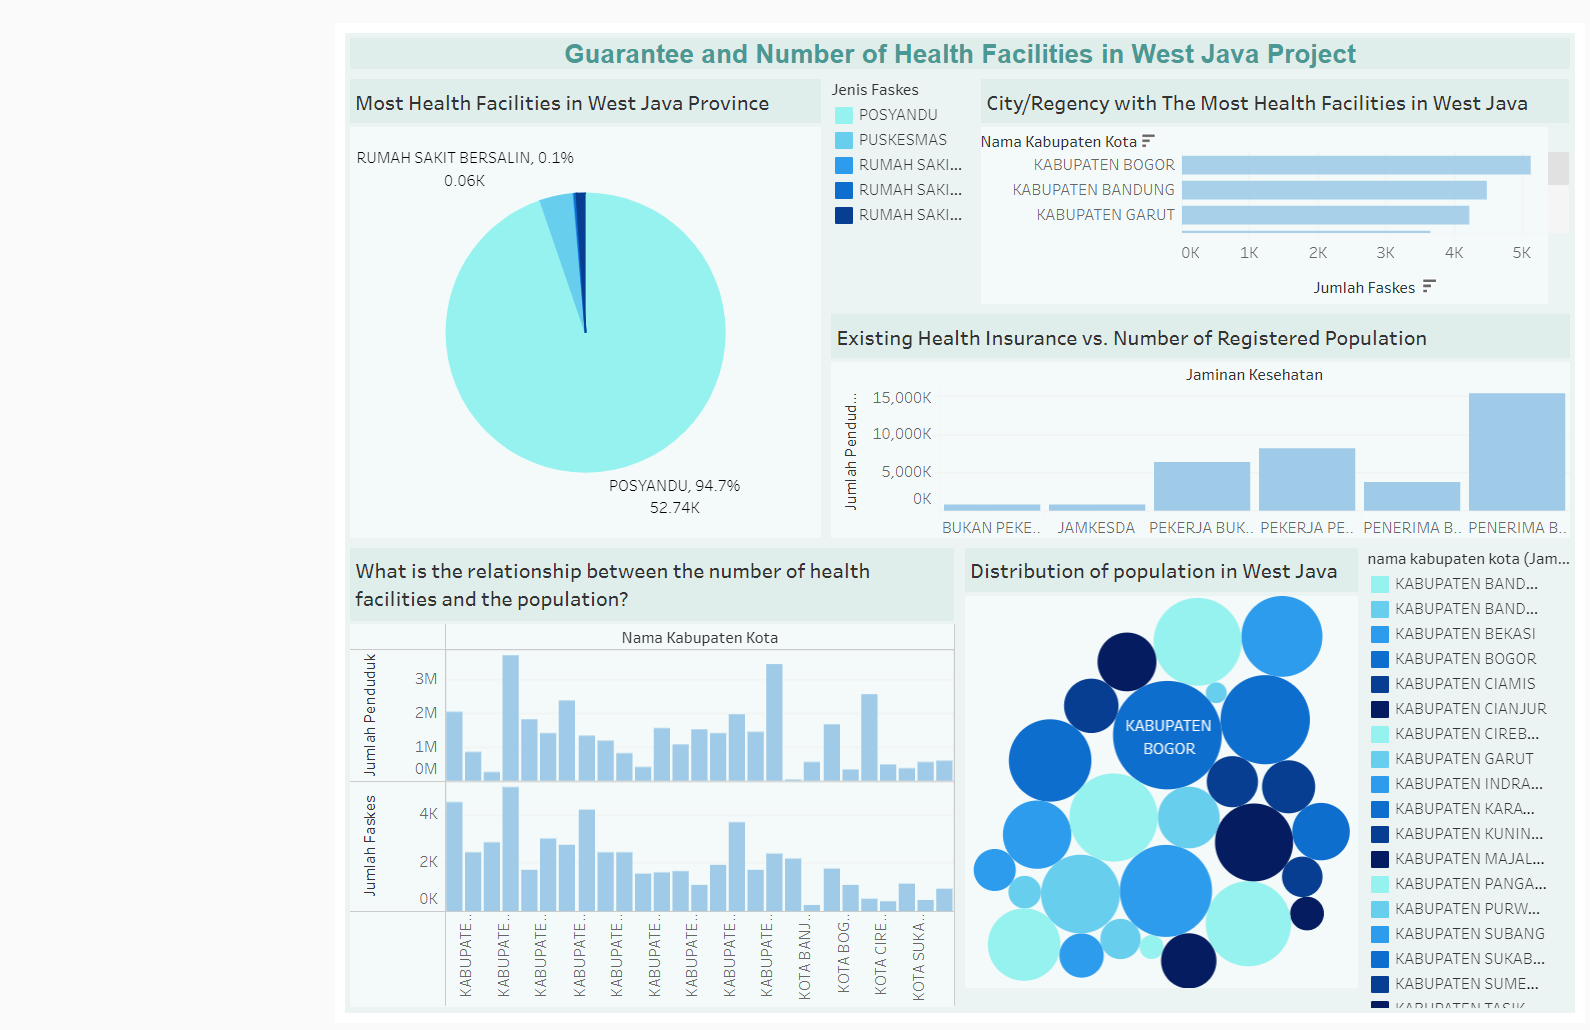 Guarantee and Number of Health Facilities in West Java Project
Most Health Facilities in West Java Province
RUMAH SAKIT BERSALIN, 0.1%
0.06K
POSYANDU, 94.7%
52.74K
Jenis Faskes
POSYANDU
PUSKESMAS
RUMAH SAKI...
RUMAH SAKI...
RUMAH SAKI...
City/Regency with The Most Health Facilities in West Java
Nama Kabupaten Kota
KABUPATEN BOGOR
KABUPATEN BANDUNG
KABUPATEN GARUT
0K 1K 2K 3K 4K 5K
Jumlah Faskes
Existing Health Insurance vs. Number of Registered Population
Jaminan Kesehatan
Jumlah Pendud...
15,000K
10,000K
5,000K
0K
BUKAN PEKE.. JAMKESDA PEKERJA BUK.. PEKERJA PE.. PENERIMA B.. PENERIMA B..
What is the relationship between the number of health
facilities and the population?
Nama Kabupaten Kota
Jumlah Penduduk
3M
2M
1M
0M
Jumlah Faskes
4K
2K
0K
KABUPATE..
KABUPATE..
KABUPATE..
KABUPATE..
KABUPATE..
KABUPATE..
KABUPATE..
KABUPATE..
KABUPATE..
KOTA BANJ..
KOTA BOG..
KOTA CIRE..
KOTA SUKA..
Distribution of population in West Java
KABUPATEN
BOGOR
nama kabupaten kota (Jam...
KABUPATEN BAND...
KABUPATEN BAND...
KABUPATEN BEKASI
KABUPATEN BOGOR
KABUPATEN CIAMIS
KABUPATEN CIANJUR
KABUPATEN CIREB...
KABUPATEN GARUT
KABUPATEN INDRA...
KABUPATEN KARA...
KABUPATEN KUNIN...
KABUPATEN MAJAL...
KABUPATEN PANGA...
KABUPATEN PURW...
KABUPATEN SUBANG
KABUPATEN SUKAB...
KABUPATEN SUME...
KABUPATEN TASIK...